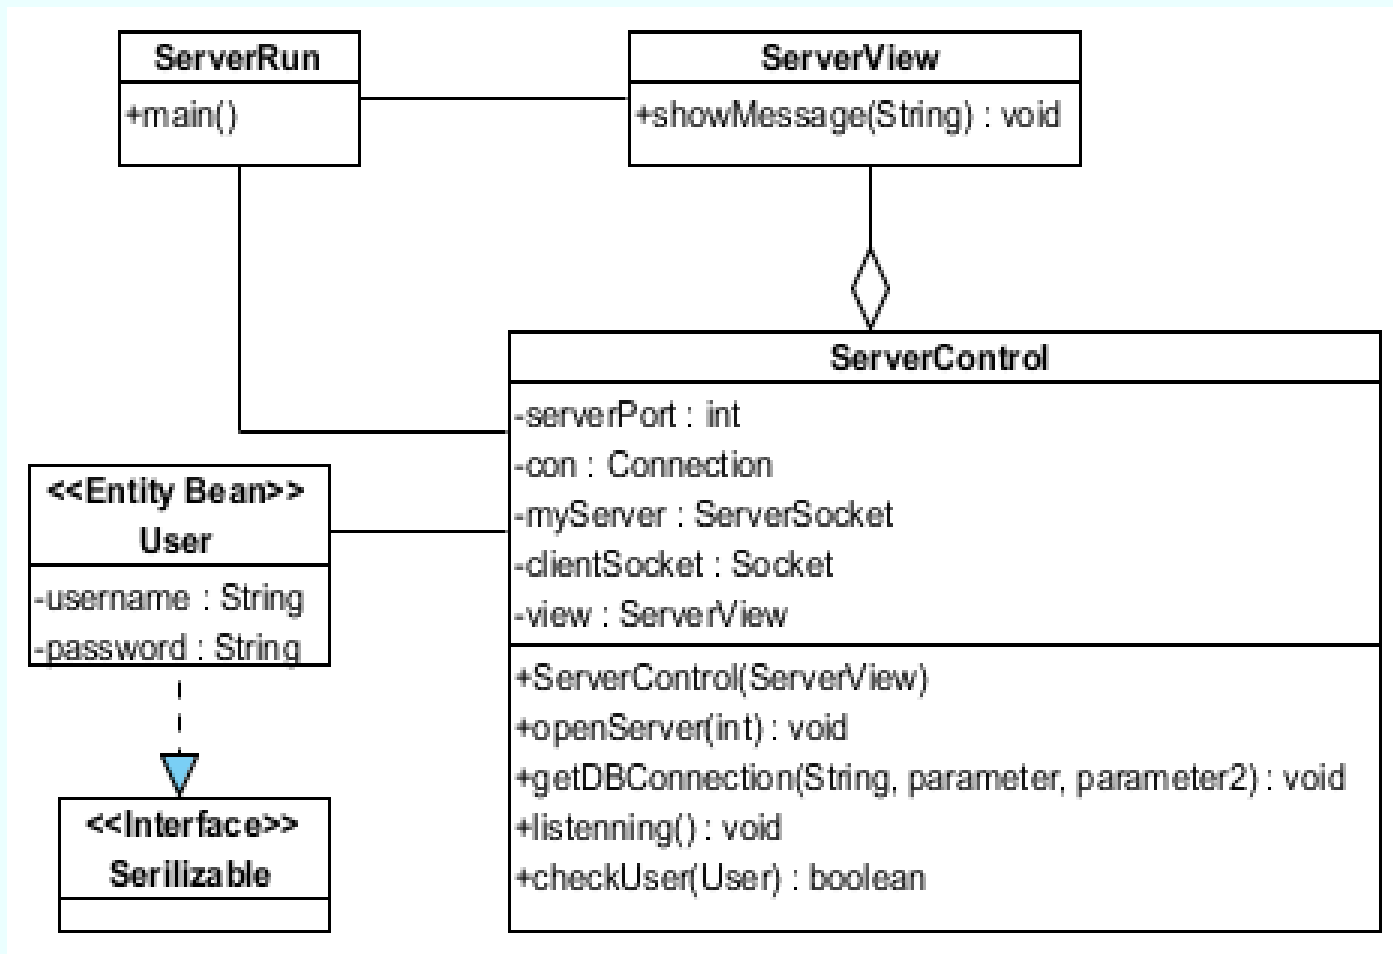 ServerRun
+main()
ServerView
+showMessage(String) : void
ServerControl
-serverPort : int
-con : Connection
-myServer : ServerSocket
-clientSocket : Socket
-view : ServerView
+ServerControl(ServerView)
+openServer(int) : void
+getDBConnection(String, parameter, parameter2) : void
+listenning() : void
+checkUser(User) : boolean
<<Entity Bean>>
User
-username : String
-password : String
<<Interface>>
Serilizable